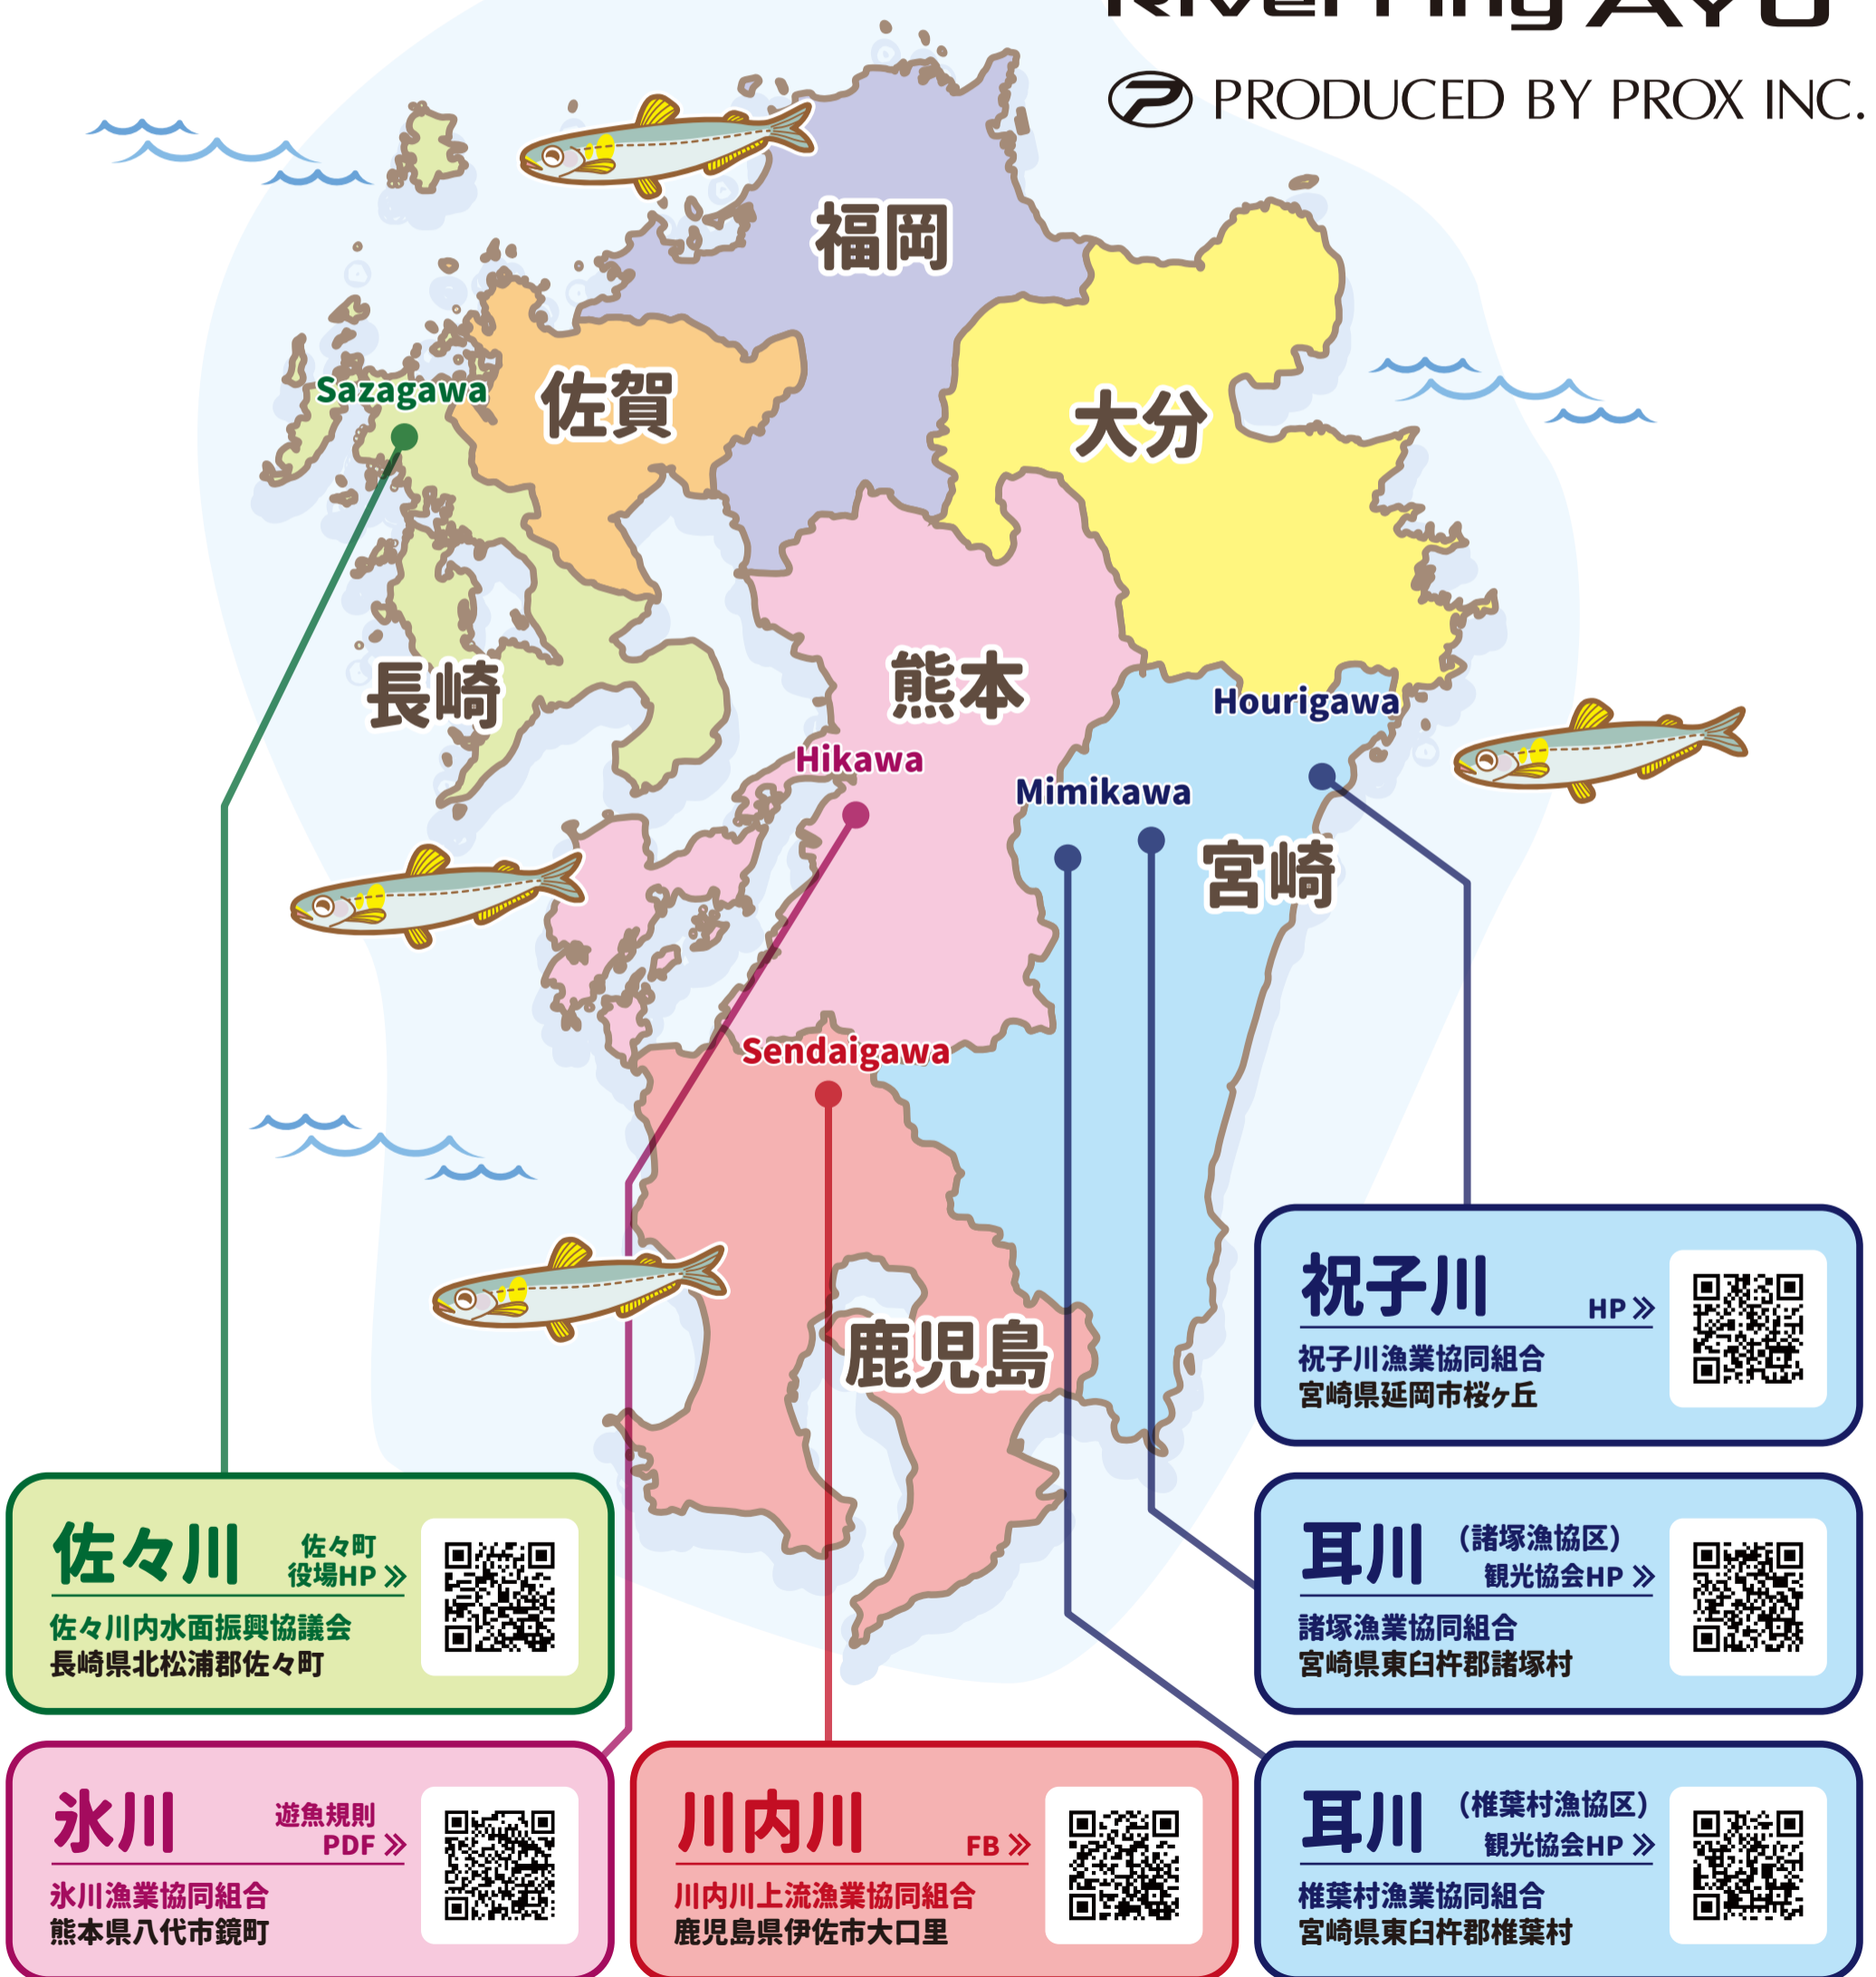 PRODUCED BY PROX INC.
福岡
Sazagawa
佐賀
大分
長崎
熊本
Hourigawa
Hikawa
Mimikawa
宮崎
Sendaigawa
鹿児島
祝子川
HP
祝子川漁業協同組合
宮崎県延岡市桜ヶ丘
佐々川
佐々町
役場HP
佐々川内水面振興協議会
長崎県北松浦郡佐々町
耳川
（諸塚漁協区）
観光協会HP
諸塚漁業協同組合
宮崎県東臼杵郡諸塚村
氷川
遊魚規則
PDF
氷川漁業協同組合
熊本県八代市鏡町
川内川
FB
川内川上流漁業協同組合
鹿児島県伊佐市大口里
耳川
（椎葉村漁協区）
観光協会HP
椎葉村漁業協同組合
宮崎県東臼杵郡椎葉村